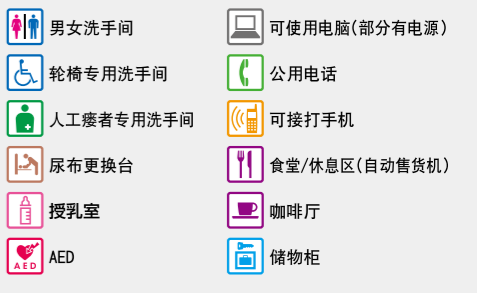 男女洗手间
轮椅专用洗手间
人工瘘者专用洗手间
尿布更换台
授乳室
AED
AED
可使用电脑(部分有电源)
公用电话
可接打手机
食堂/休息区(自动售货机)
咖啡厅
储物柜